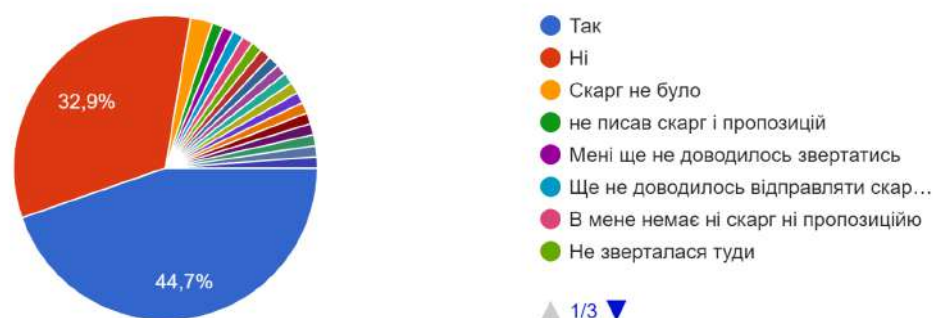 32,9%
44,7%
Так
Ні
Скарг не було
не писав скарг і пропозицій
Мені ще не доводилось звертатись
Ще не доводилось відправляти скар…
В мене немає ні скарг ні пропозиційю
Не зверталася туди
1/3